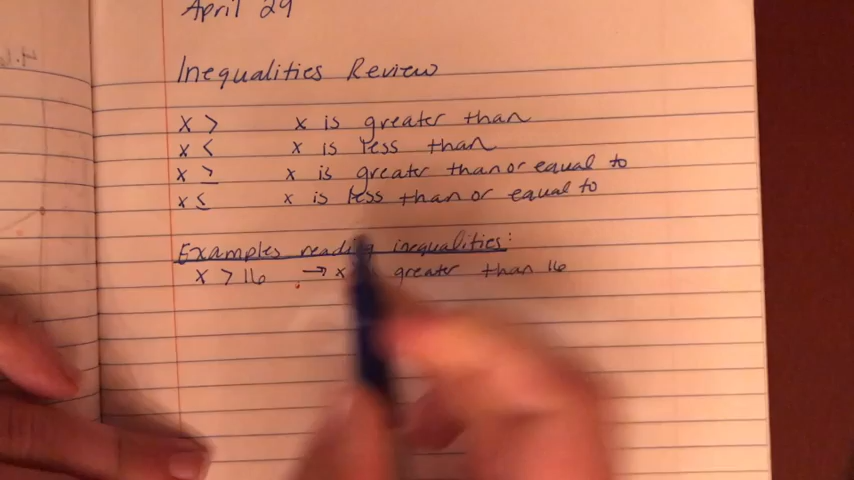 April 29
Inequalities Review
x > x is greater than
x < x is less than
x ≥ x is greater than or equal to
x ≤ x is less than or equal to
Examples reading inequalities:
x > 16 → x greater than 16